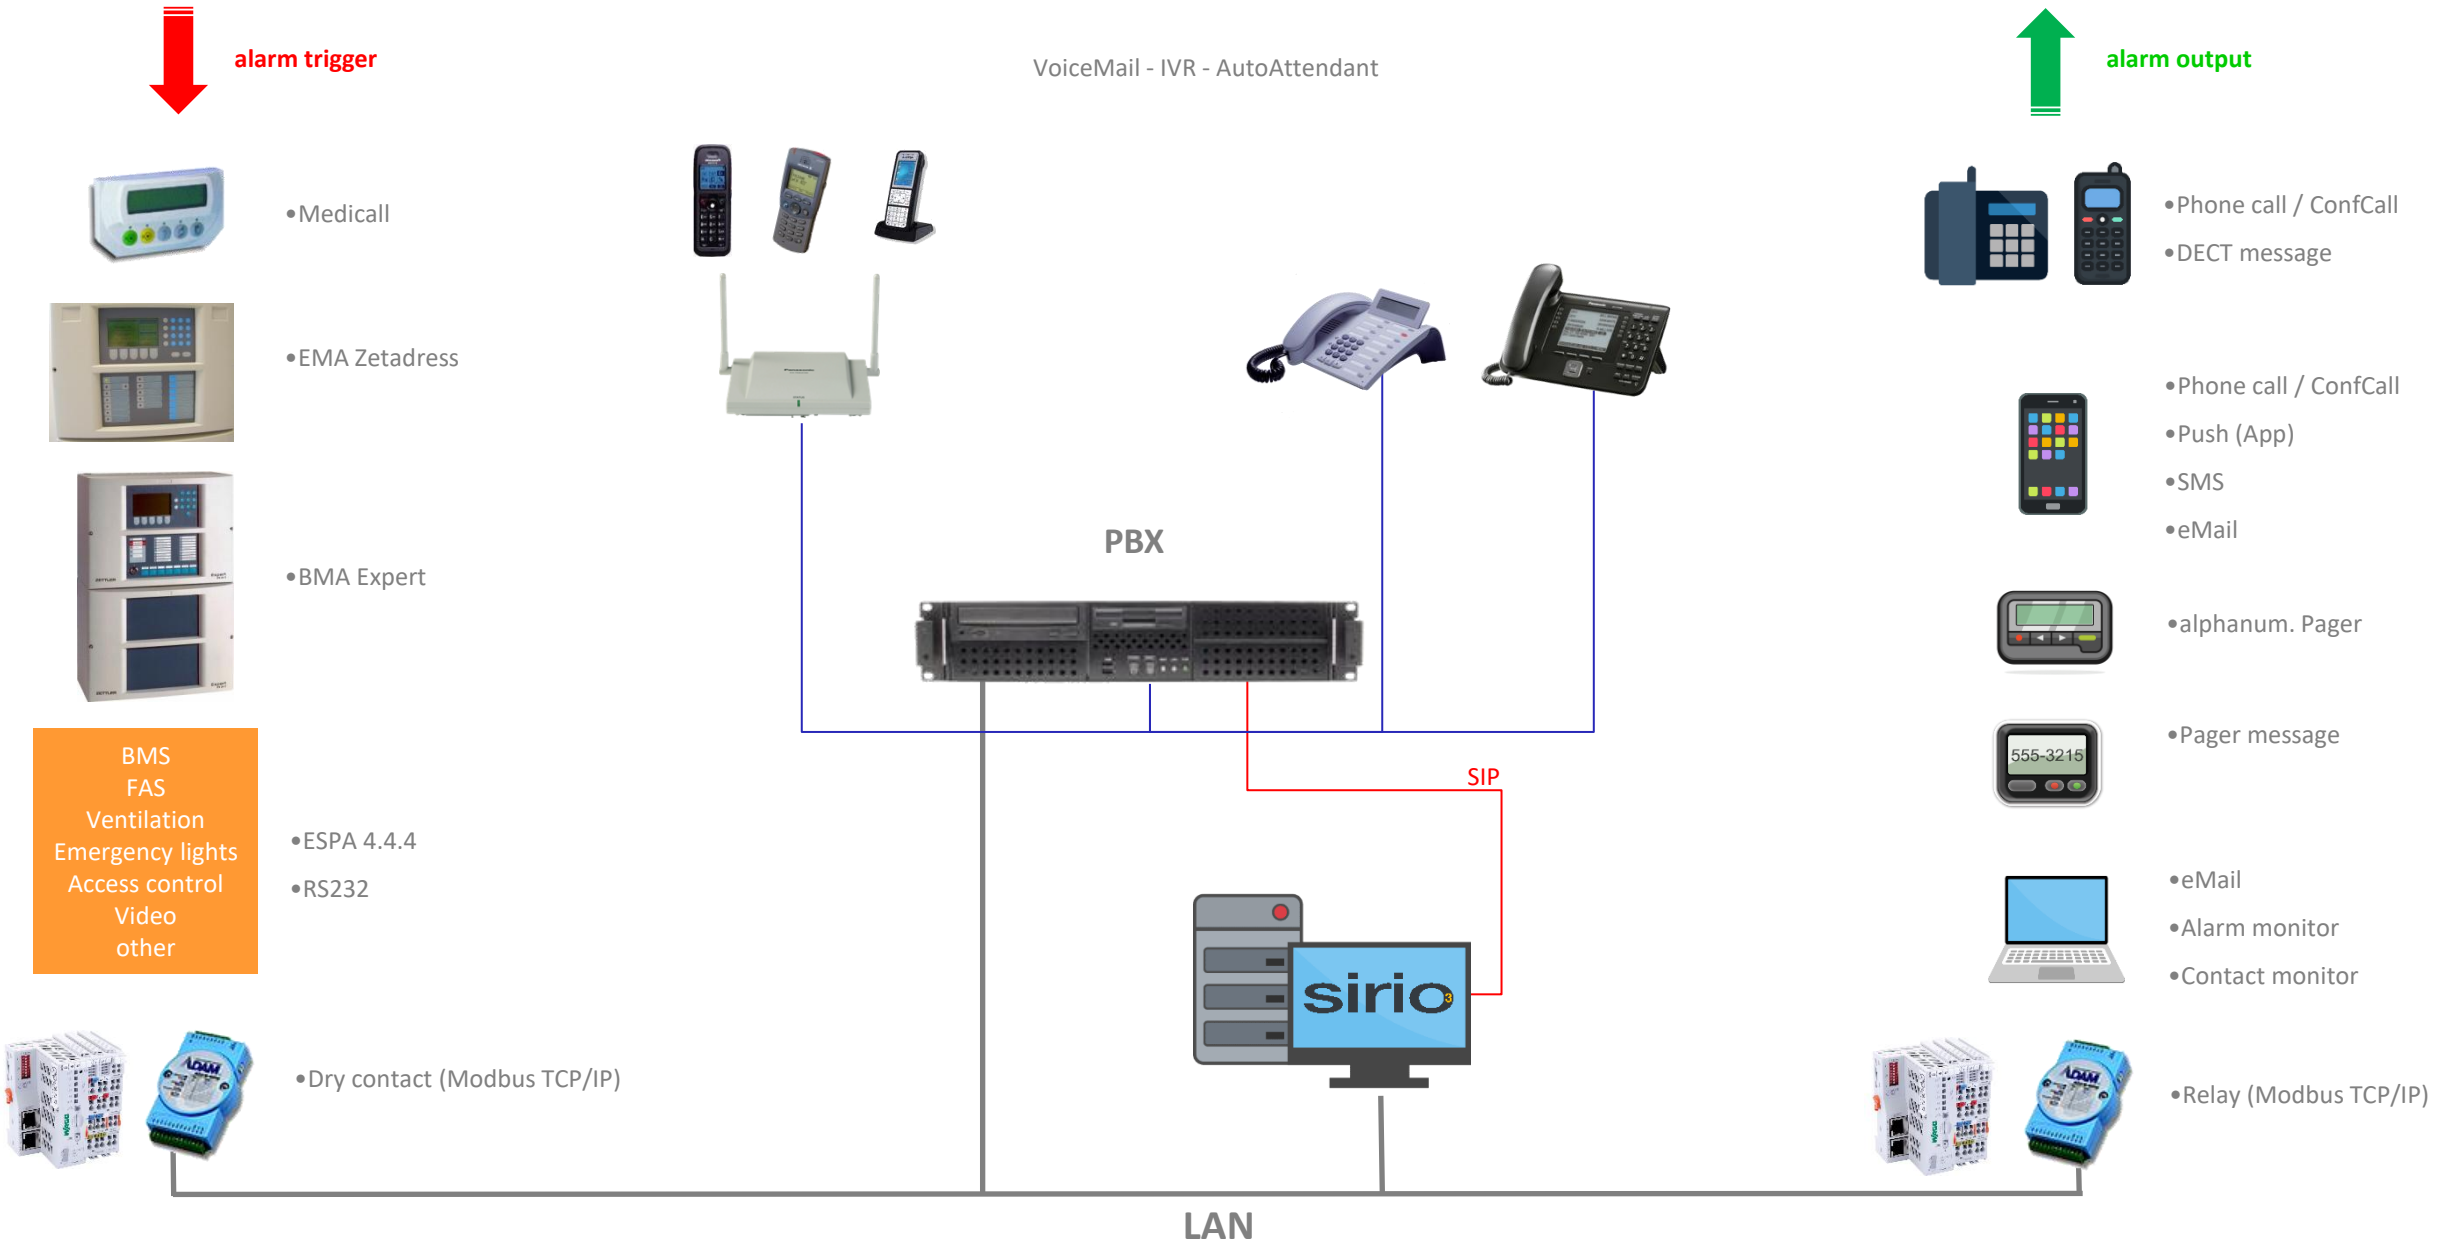 alarm trigger
VoiceMail - IVR - AutoAttendant
alarm output
•Medicall
•EMA Zetadress
•BMA Expert
BMS
FAS
Ventilation
Emergency lights
Access control
Video
other
•ESPA 4.4.4
•RS232
•Dry contact (Modbus TCP/IP)
ADAM
PBX
SIP
sirio3
LAN
•Phone call / ConfCall
•DECT message
•Phone call / ConfCall
•Push (App)
•SMS
•eMail
•alphanum. Pager
555-3215
•Pager message
•eMail
•Alarm monitor
•Contact monitor
ADAM
•Relay (Modbus TCP/IP)